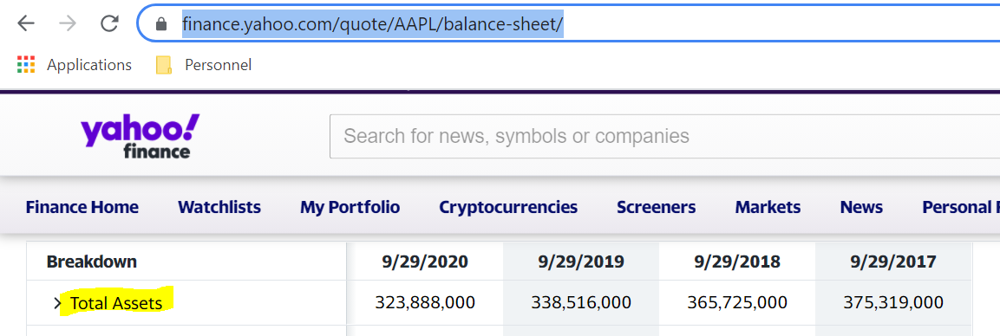 finance.yahoo.com/quote/AAPL/balance-sheet/
Applications Personnel
yahoo!
finance
Search for news, symbols or companies
Finance Home Watchlists My Portfolio Cryptocurrencies Screeners Markets News Personal F
Breakdown 9/29/2020 9/29/2019 9/29/2018 9/29/2017
Total Assets 323,888,000 338,516,000 365,725,000 375,319,000